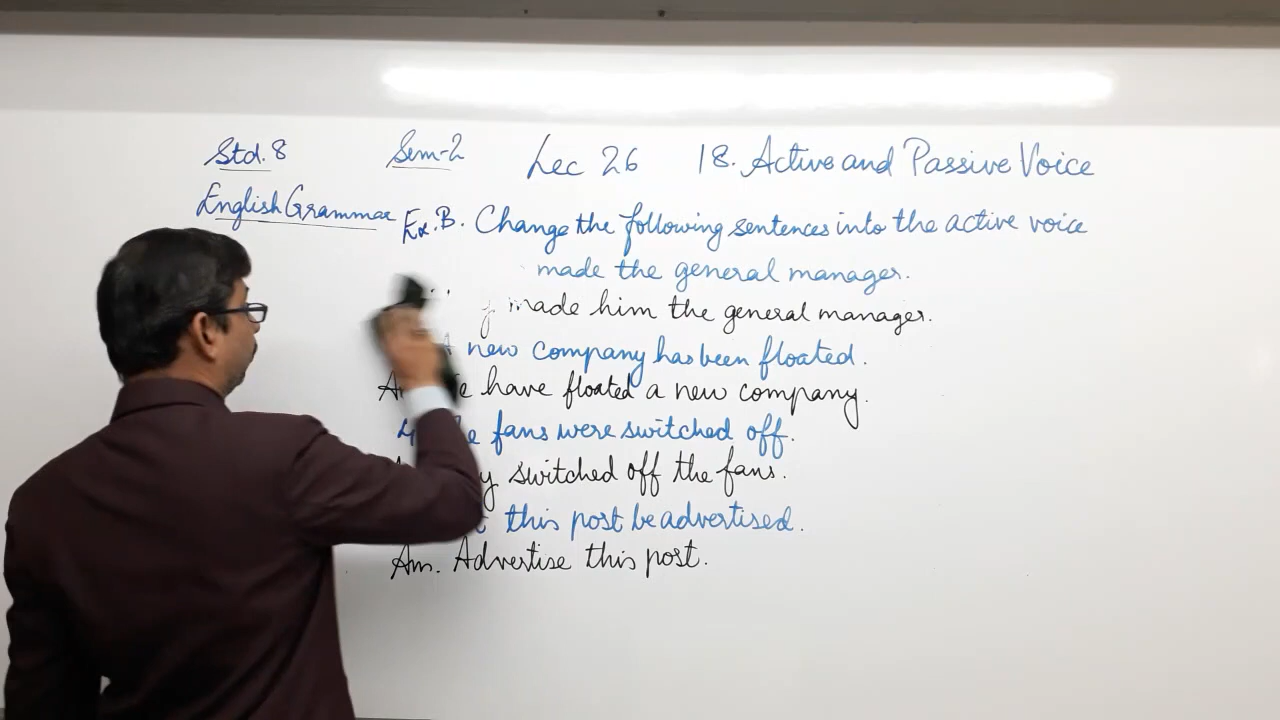 Std. 8 Sem-2 Lec 26 18. Active and Passive Voice
English Grammar Ex. B. Change the following sentences into the active voice
made the general manager.
made him the general manager.
new company has been floated.
have floated a new company.
fans were switched off.
switched off the fans.
this post be advertised.
Ans. Advertise this post.